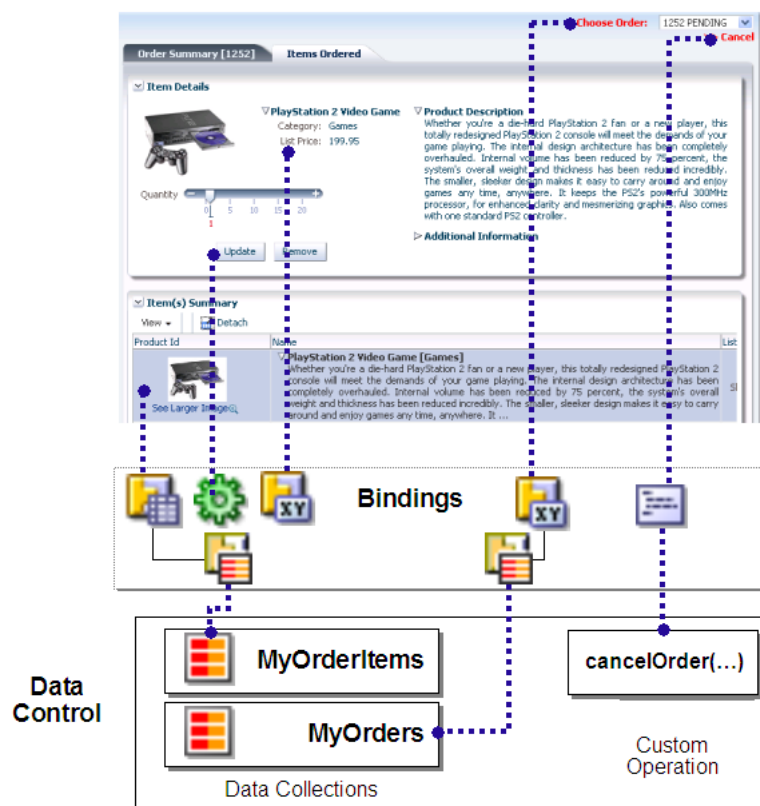 Choose Order: 1252 PENDING
Cancel
Order Summary [1252] Items Ordered
Item Details
PlayStation 2 Video Game
Category: Games
List Price: 199.95
Product Description
Whether you're a die-hard PlayStation 2 fan or a new player, this
totally redesigned PlayStation 2 console will meet the demands of your
game playing. The internal design architecture has been completely
overhauled. Internal volume has been reduced by 75 percent, the
system's overall weight and thickness has been reduced incredibly.
The smaller, sleeker design makes it easy to carry around and enjoy
games any time, anywhere. It keeps the PS2's powerful 300MHz
processor, for enhanced clarity and mesmerizing graphics. Also comes
with one standard PS2 controller.
Additional Information
Quantity
0 5 10 15 20
1
Update Remove
Item(s) Summary
View Detach
Product Id Name List
See Larger Image
PlayStation 2 Video Game [Games]
Whether you're a die-hard PlayStation 2 fan or a new player, this totally redesigned PlayStation 2
console will meet the demands of your game playing. The internal design architecture has been
completely overhauled. Internal volume has been reduced by 75 percent, the system's overall
weight and thickness has been reduced incredibly. The smaller, sleeker design makes it easy to carry
around and enjoy games any time, anywhere. It ...
XY
Bindings
XY
Data
Control
MyOrderItems
MyOrders
Data Collections
cancelOrder(...)
Custom
Operation